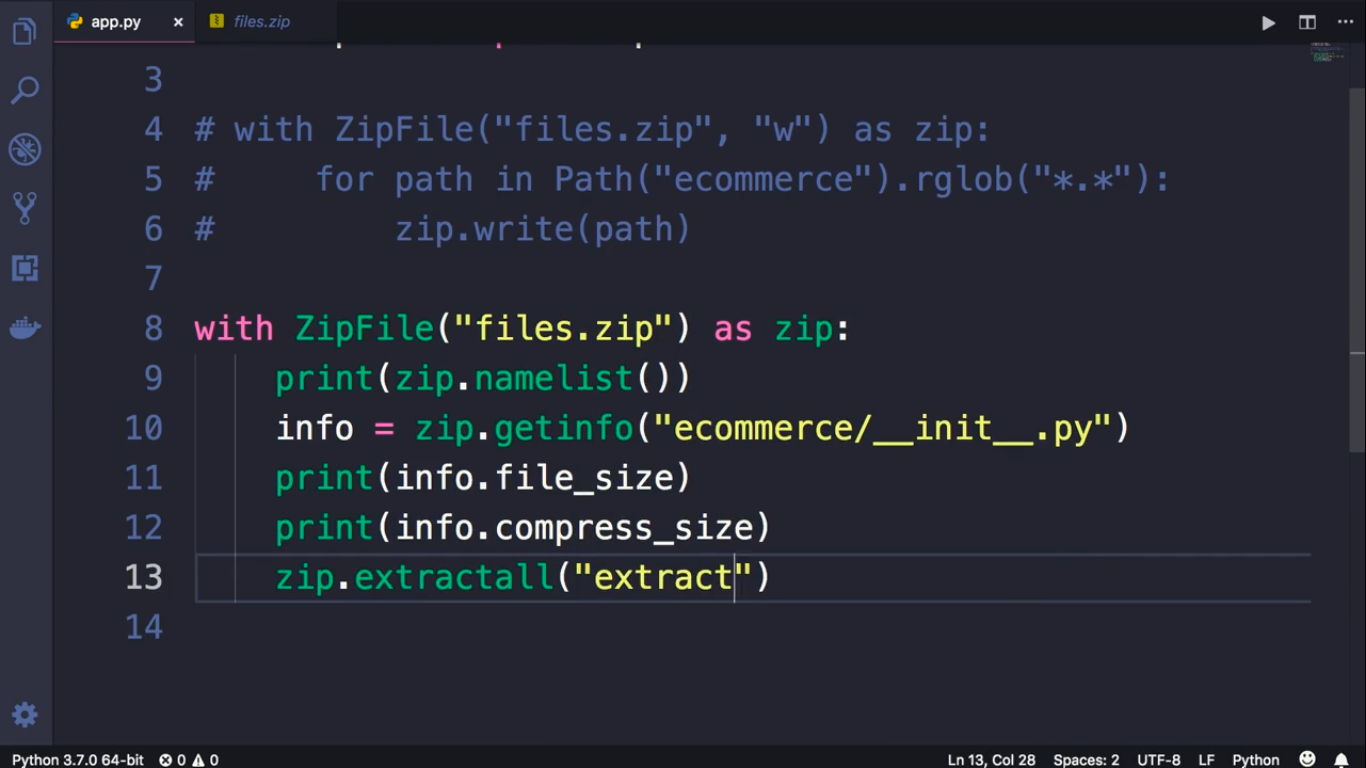 app.py ×
files.zip
3
4 # with ZipFile("files.zip", "w") as zip:
5 #     for path in Path("ecommerce").rglob("*.*"):
6 #         zip.write(path)
7
8 with ZipFile("files.zip") as zip:
9     print(zip.namelist())
10     info = zip.getinfo("ecommerce/__init__.py")
11     print(info.file_size)
12     print(info.compress_size)
13     zip.extractall("extract")
14
Python 3.7.0 64-bit 0 0 Ln 13, Col 28 Spaces: 2 UTF-8 LF Python